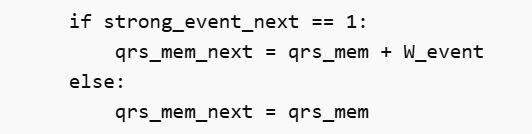 if strong_event_next == 1:
    qrs_mem_next = qrs_mem + W_event
else:
    qrs_mem_next = qrs_mem